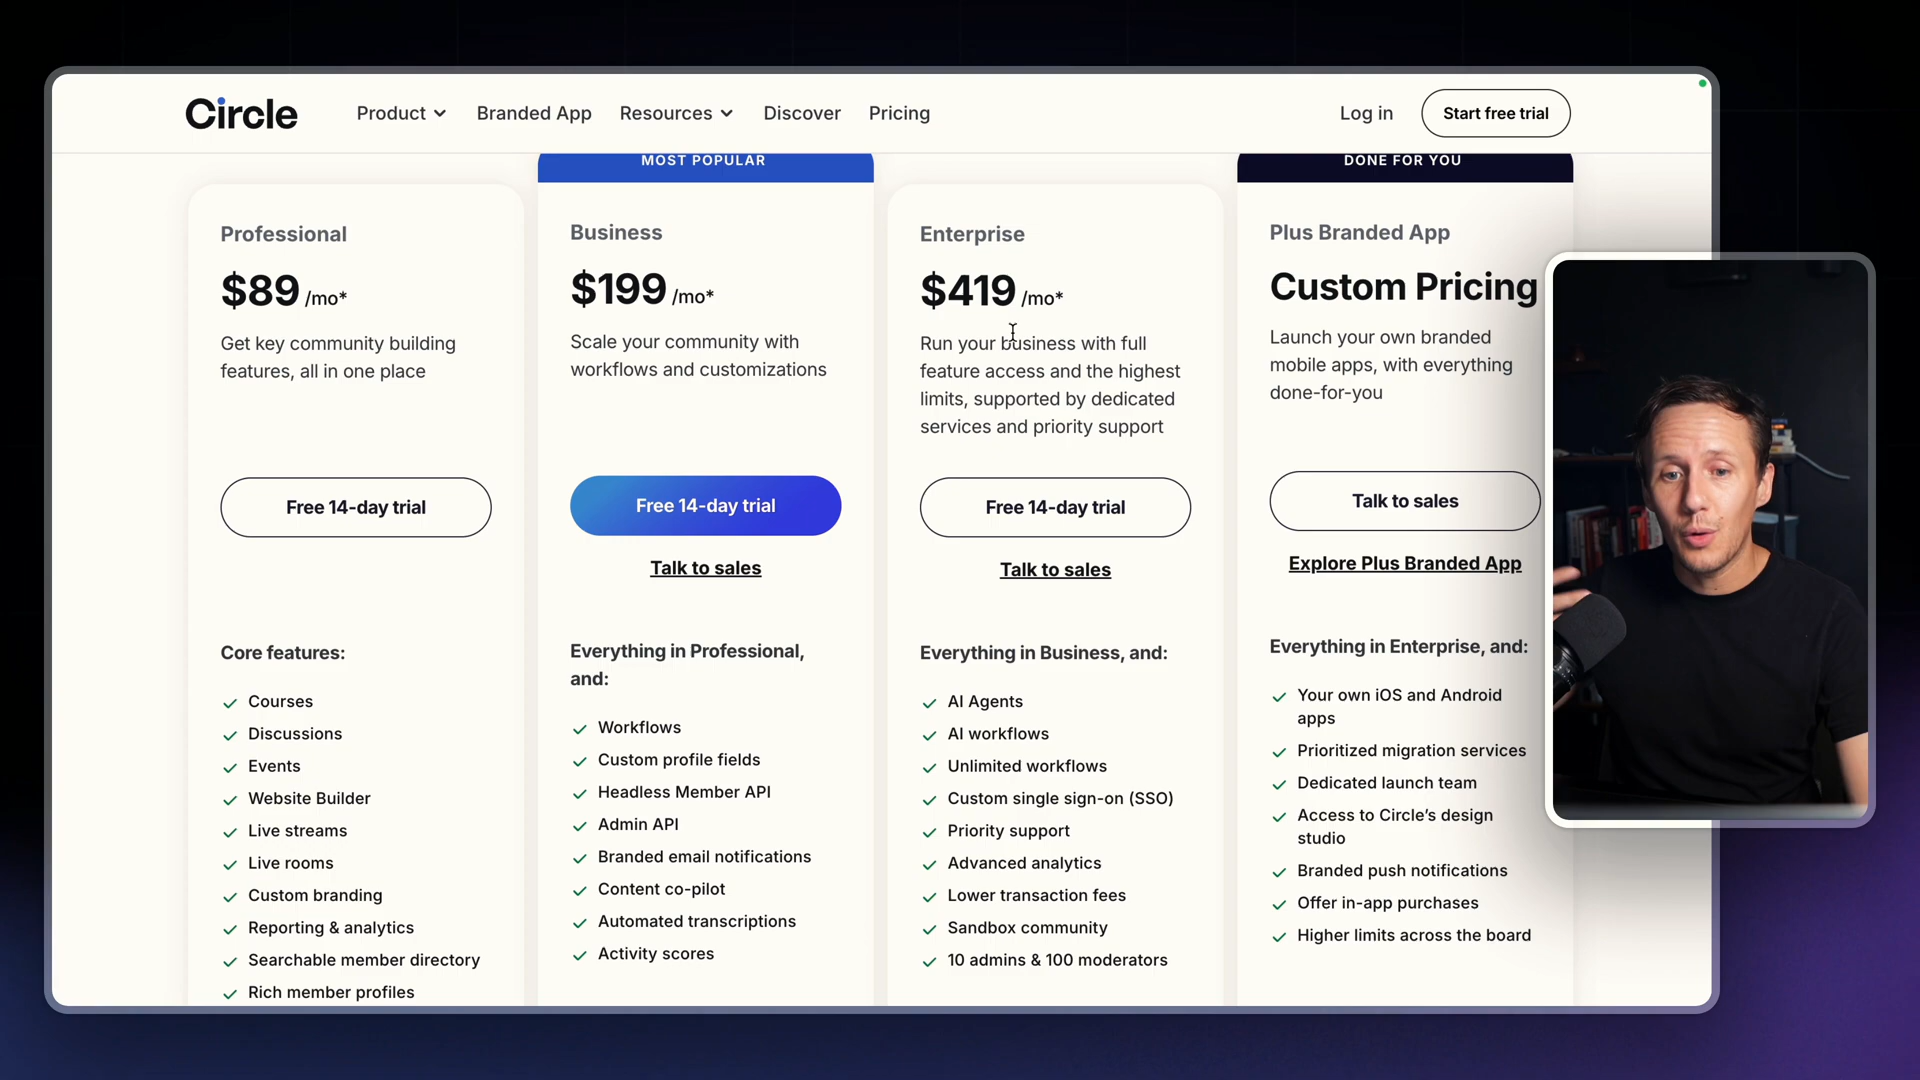 Circle
Product
Branded App
Resources
Discover
Pricing
Log in
Start free trial
Professional
$89 /mo*
Get key community building
features, all in one place
Free 14-day trial
Core features:
Courses
Discussions
Events
Website Builder
Live streams
Live rooms
Custom branding
Reporting & analytics
Searchable member directory
Rich member profiles
MOST POPULAR
Business
$199 /mo*
Scale your community with
workflows and customizations
Free 14-day trial
Talk to sales
Everything in Professional,
and:
Workflows
Custom profile fields
Headless Member API
Admin API
Branded email notifications
Content co-pilot
Automated transcriptions
Activity scores
Enterprise
$419 /mo*
Run your business with full
feature access and the highest
limits, supported by dedicated
services and priority support
Free 14-day trial
Talk to sales
Everything in Business, and:
AI Agents
AI workflows
Unlimited workflows
Custom single sign-on (SSO)
Priority support
Advanced analytics
Lower transaction fees
Sandbox community
10 admins & 100 moderators
DONE FOR YOU
Plus Branded App
Custom Pricing
Launch your own branded
mobile apps, with everything
done-for-you
Talk to sales
Explore Plus Branded App
Everything in Enterprise, and:
Your own iOS and Android
apps
Prioritized migration services
Dedicated launch team
Access to Circle’s design
studio
Branded push notifications
Offer in-app purchases
Higher limits across the board